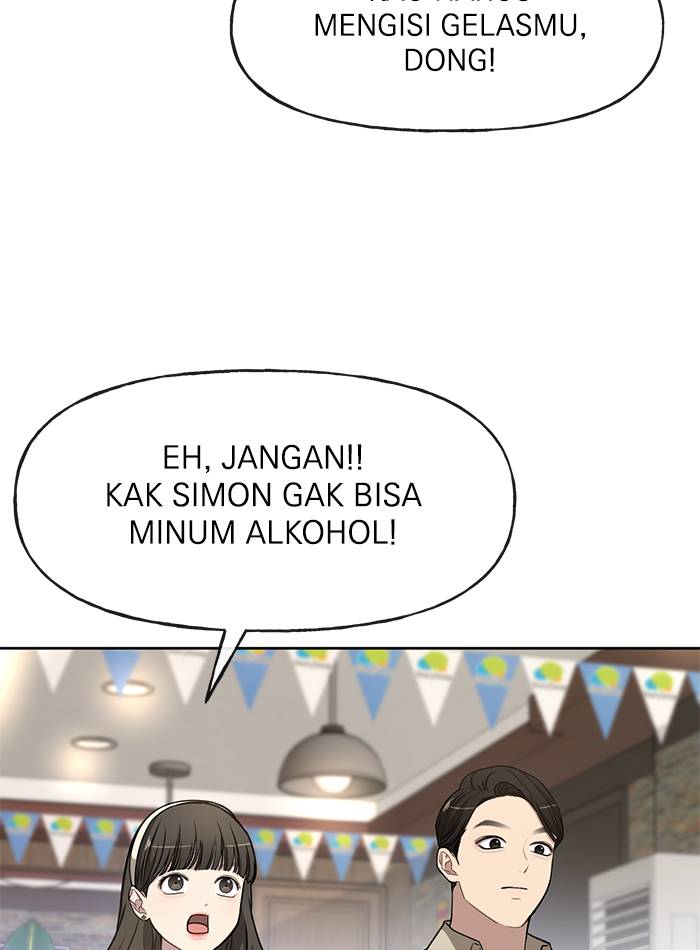 MENGISI GELASMU,
DONG!
EH, JANGAN!!
KAK SIMON GAK BISA
MINUM ALKOHOL!